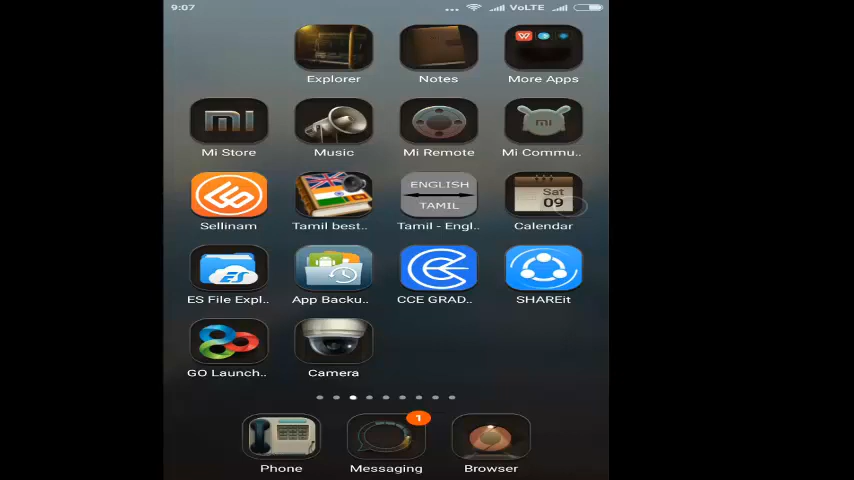 9:07 ... VoLTE
Explorer Notes More Apps
Mi Store Music Mi Remote Mi Commu..
ENGLISH
TAMIL
Sat
09
Sellinam Tamil best.. Tamil - Engl.. Calendar
ES
ES File Expl.. App Backu.. CCE GRAD.. SHAREit
GO Launch.. Camera
1
Phone Messaging Browser